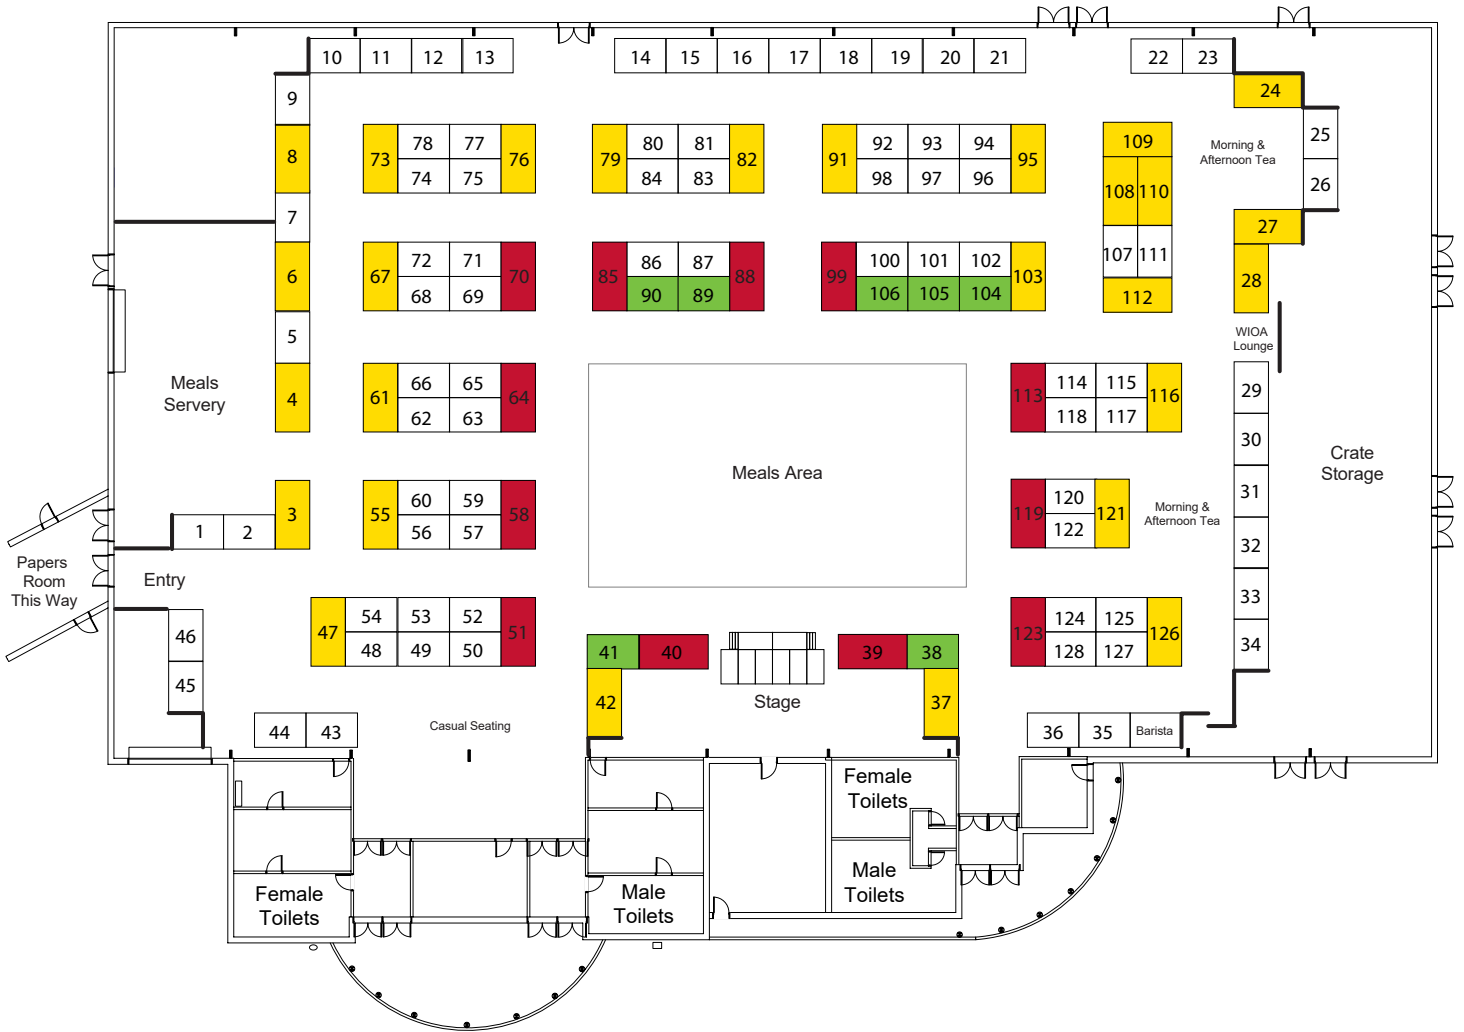 10 11 12 13 14 15 16 17 18 19 20 21 22 23
9
24
8
73 78 77 76
74 75
79 80 81 82
84 83
91 92 93 94 95
98 97 96
109
108 110
107 111
112
Morning &
Afternoon Tea
25
26
7
27
6
67 72 71 70
68 69
85 86 87 88
90 89
99 100 101 102 103
106 105 104
28
5
WIOA
Lounge
Meals
Servery
4
61 66 65 64
62 63
113 114 115 116
118 117
29
30
Meals Area
Crate
Storage
3
1 2
55 60 59 58
56 57
119 120 121
122
Morning &
Afternoon Tea
31
32
Papers
Room
This Way
Entry
33
46
45
47 54 53 52 51
48 49 50
41 40
42
39 38
37
Stage
123 124 125 126
128 127
34
44 43
Casual Seating
36 35 Barista
Female
Toilets
Male
Toilets
Female
Toilets
Male
Toilets